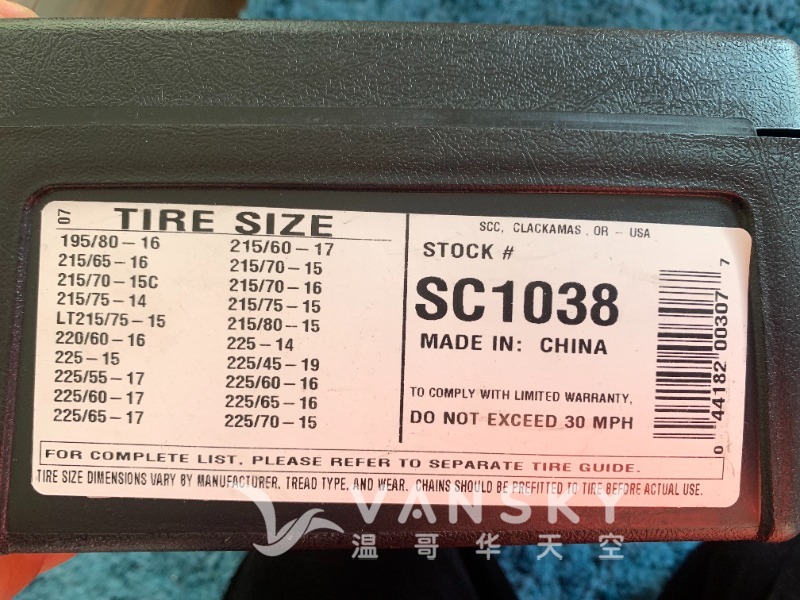 07
TIRE SIZE
195/80-16
215/65-16
215/70-15C
215/75-14
LT215/75-15
220/60-16
225-15
225/55-17
225/60-17
225/65-17
215/60-17
215/70-15
215/70-16
215/75-15
215/80-15
225-14
225/45-19
225/60-16
225/65-16
225/70-15
SCC, CLACKAMAS, OR - USA
STOCK #
SC1038
MADE IN: CHINA
TO COMPLY WITH LIMITED WARRANTY,
DO NOT EXCEED 30 MPH
0 44182 00307 7
FOR COMPLETE LIST, PLEASE REFER TO SEPARATE TIRE GUIDE.
TIRE SIZE DIMENSIONS VARY BY MANUFACTURER, TREAD TYPE, AND WEAR. CHAINS SHOULD BE PREFITTED TO TIRE BEFORE ACTUAL USE.
VANSKY
温哥华天空